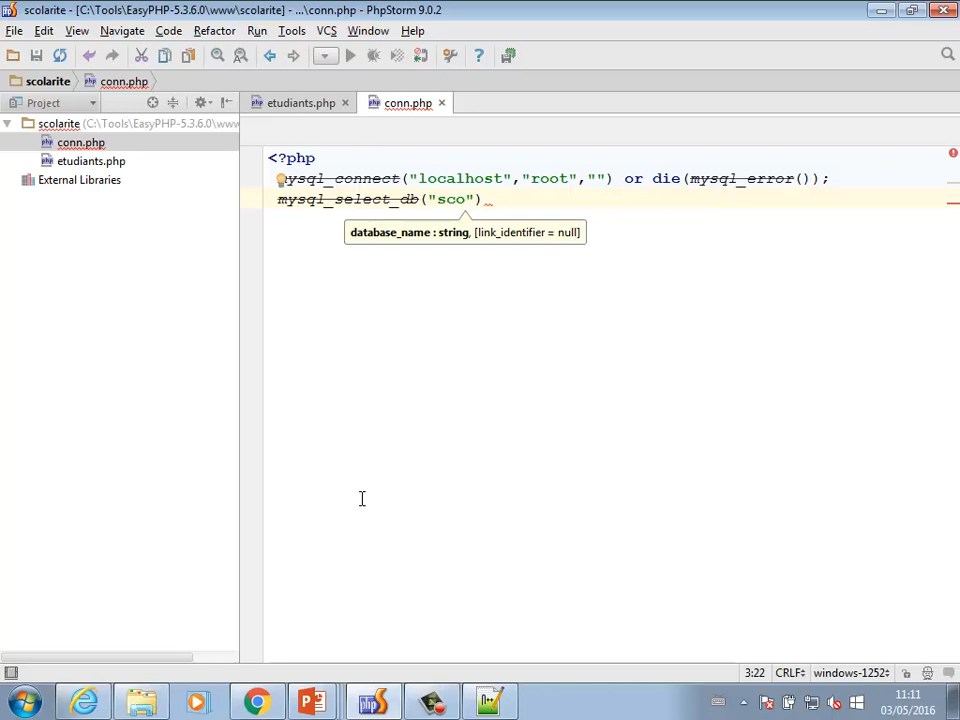 scolarite - [C:\Tools\EasyPHP-5.3.6.0\www\scolarite] - ...\conn.php - PhpStorm 9.0.2
File Edit View Navigate Code Refactor Run Tools VCS Window Help
scolarite conn.php
Project etudiants.php conn.php
scolarite (C:\Tools\EasyPHP-5.3.6.0\www
conn.php
etudiants.php
External Libraries
<?php
mysql_connect("localhost","root","") or die(mysql_error());
mysql_select_db("sco")
database_name : string, [link_identifier = null]
3:22 CRLF windows-1252
11:11
03/05/2016